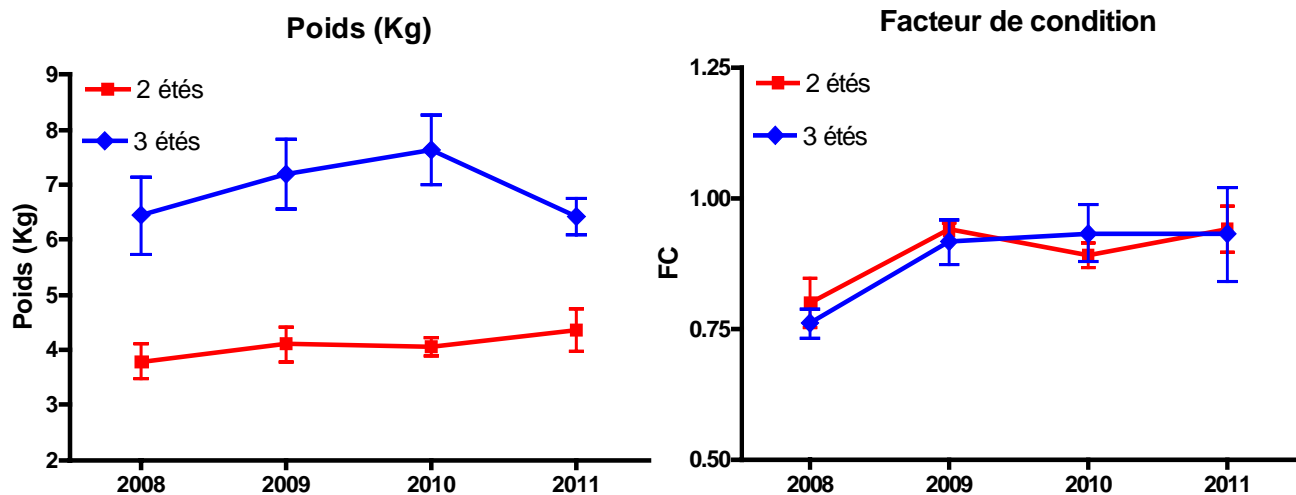 Poids (Kg)
9
8
7
6
5
4
3
2
Poids (Kg)
2 étés
3 étés
2008 2009 2010 2011
Facteur de condition
1.25
1.00
0.75
0.50
FC
2 étés
3 étés
2008 2009 2010 2011